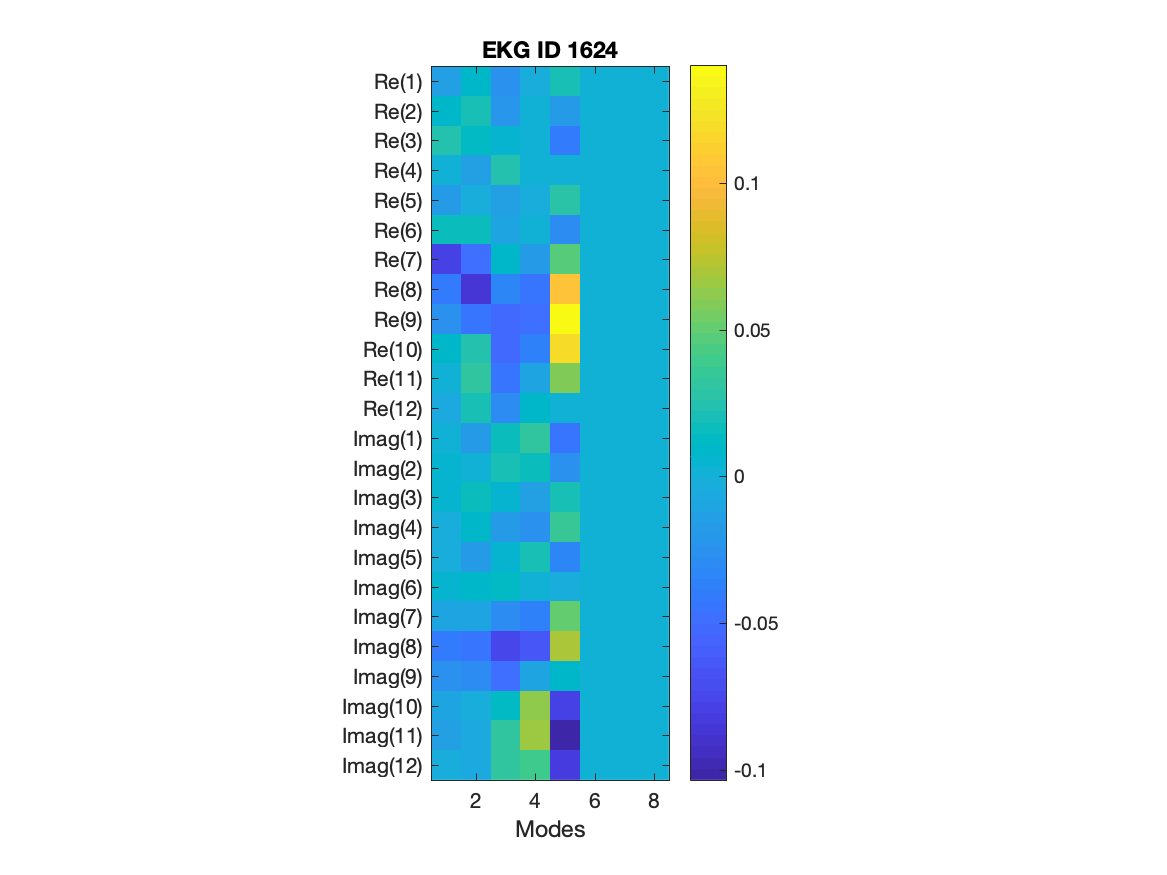 EKG ID 1624
Re(1)
Re(2)
Re(3)
Re(4)
Re(5)
Re(6)
Re(7)
Re(8)
Re(9)
Re(10)
Re(11)
Re(12)
Imag(1)
Imag(2)
Imag(3)
Imag(4)
Imag(5)
Imag(6)
Imag(7)
Imag(8)
Imag(9)
Imag(10)
Imag(11)
Imag(12)
2 4 6 8
Modes
0.1
0.05
0
-0.05
-0.1